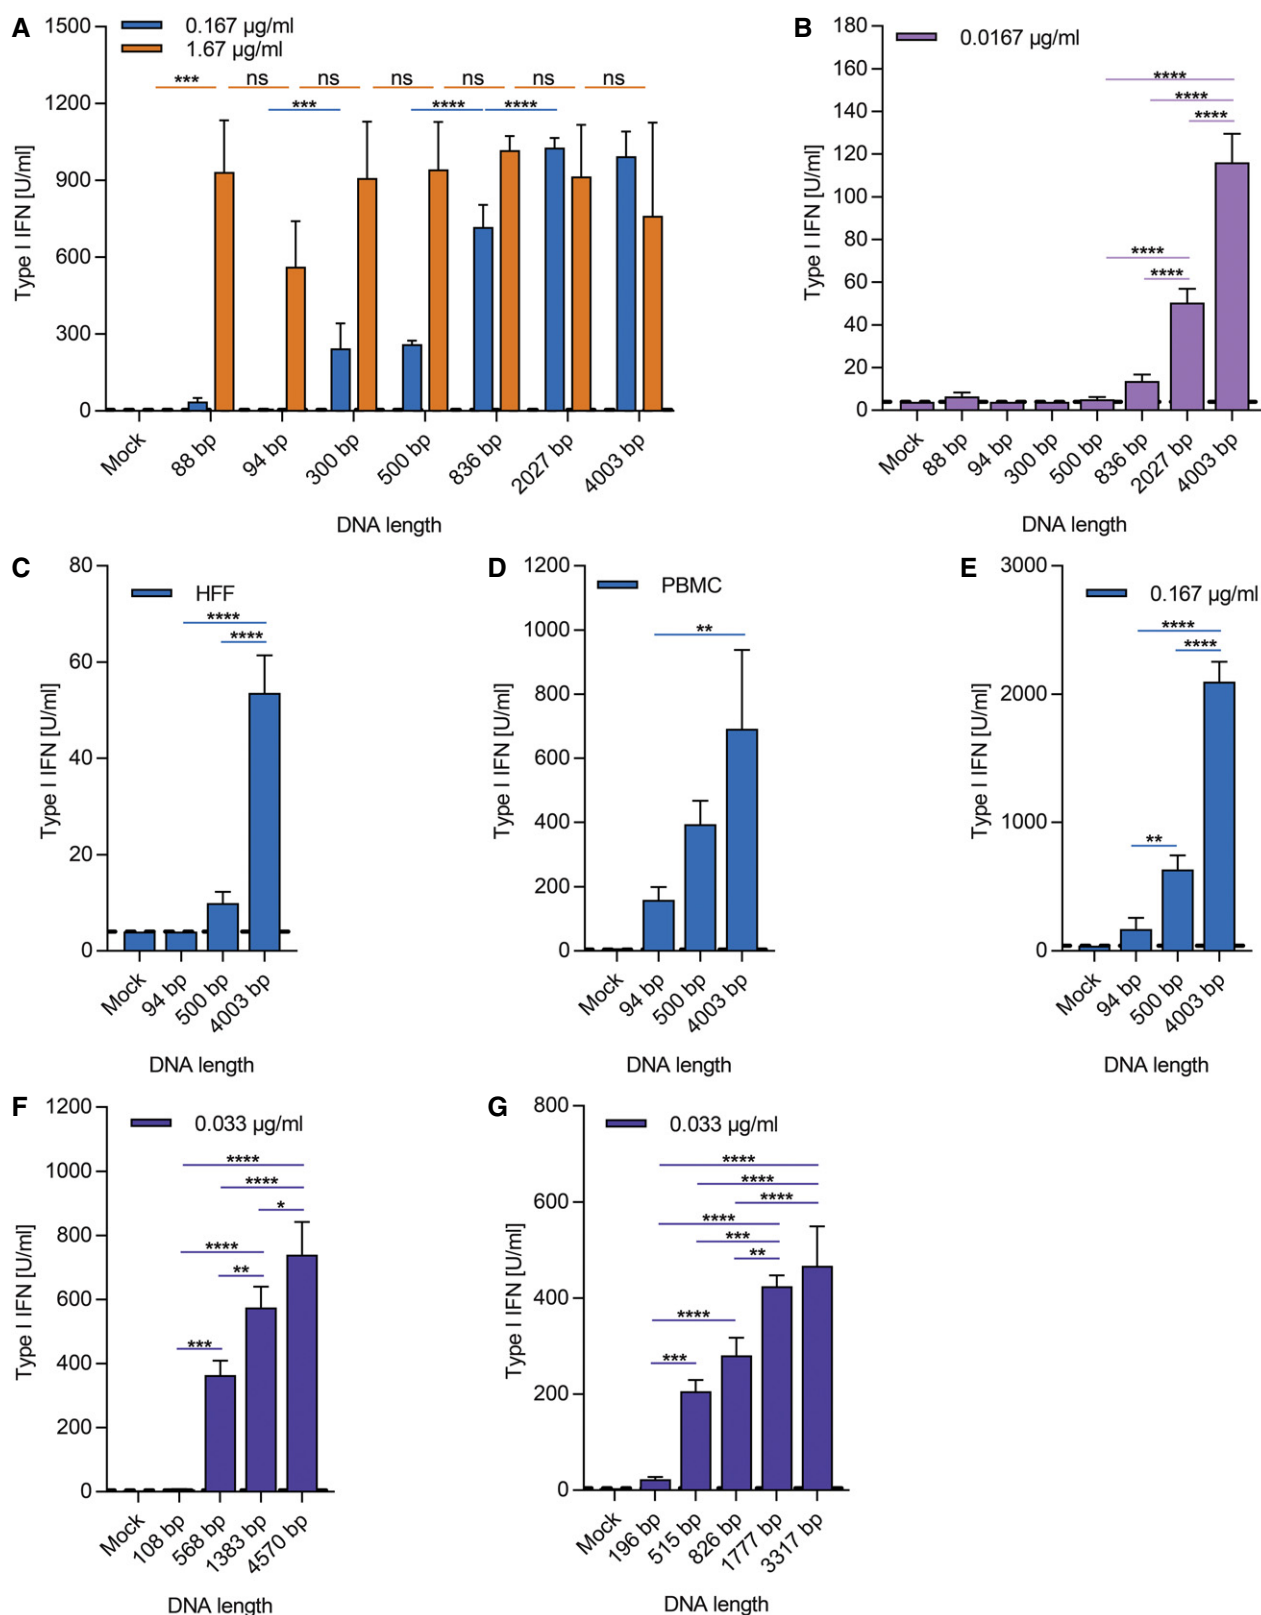 A
0.167 µg/ml
1.67 µg/ml
Type I IFN [U/ml]
1500
1200
900
600
300
0
*** ns ns ns ns ns ns
*** **** ****
Mock 88 bp 94 bp 300 bp 500 bp 836 bp 2027 bp 4003 bp
DNA length
B
0.0167 µg/ml
Type I IFN [U/ml]
180
160
140
120
100
80
60
40
20
0
****
****
****
****
****
Mock 88 bp 94 bp 300 bp 500 bp 836 bp 2027 bp 4003 bp
DNA length
C
HFF
Type I IFN [U/ml]
80
60
40
20
0
****
****
Mock 94 bp 500 bp 4003 bp
DNA length
D
PBMC
Type I IFN [U/ml]
1200
1000
800
600
400
200
0
**
Mock 94 bp 500 bp 4003 bp
DNA length
E
0.167 µg/ml
Type I IFN [U/ml]
3000
2000
1000
0
****
****
**
Mock 94 bp 500 bp 4003 bp
DNA length
F
0.033 µg/ml
Type I IFN [U/ml]
1200
1000
800
600
400
200
0
****
****
*
****
**
***
Mock 108 bp 568 bp 1383 bp 4570 bp
DNA length
G
0.033 µg/ml
Type I IFN [U/ml]
800
600
400
200
0
****
****
****
****
***
**
****
***
Mock 196 bp 515 bp 826 bp 1777 bp 3317 bp
DNA length